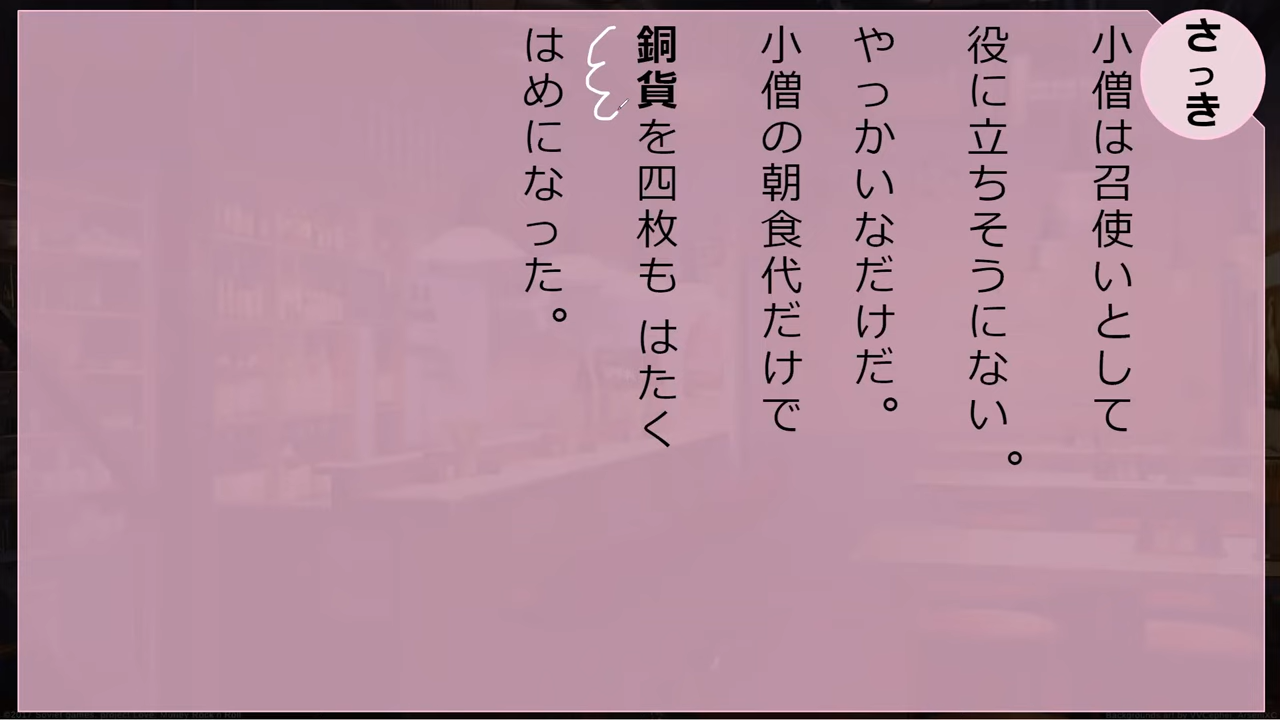 さっき
小僧は召使いとして
役に立ちそうにない。
やっかいなだけだ。
小僧の朝食代だけで
銅貨を四枚も はたく
はめになった。